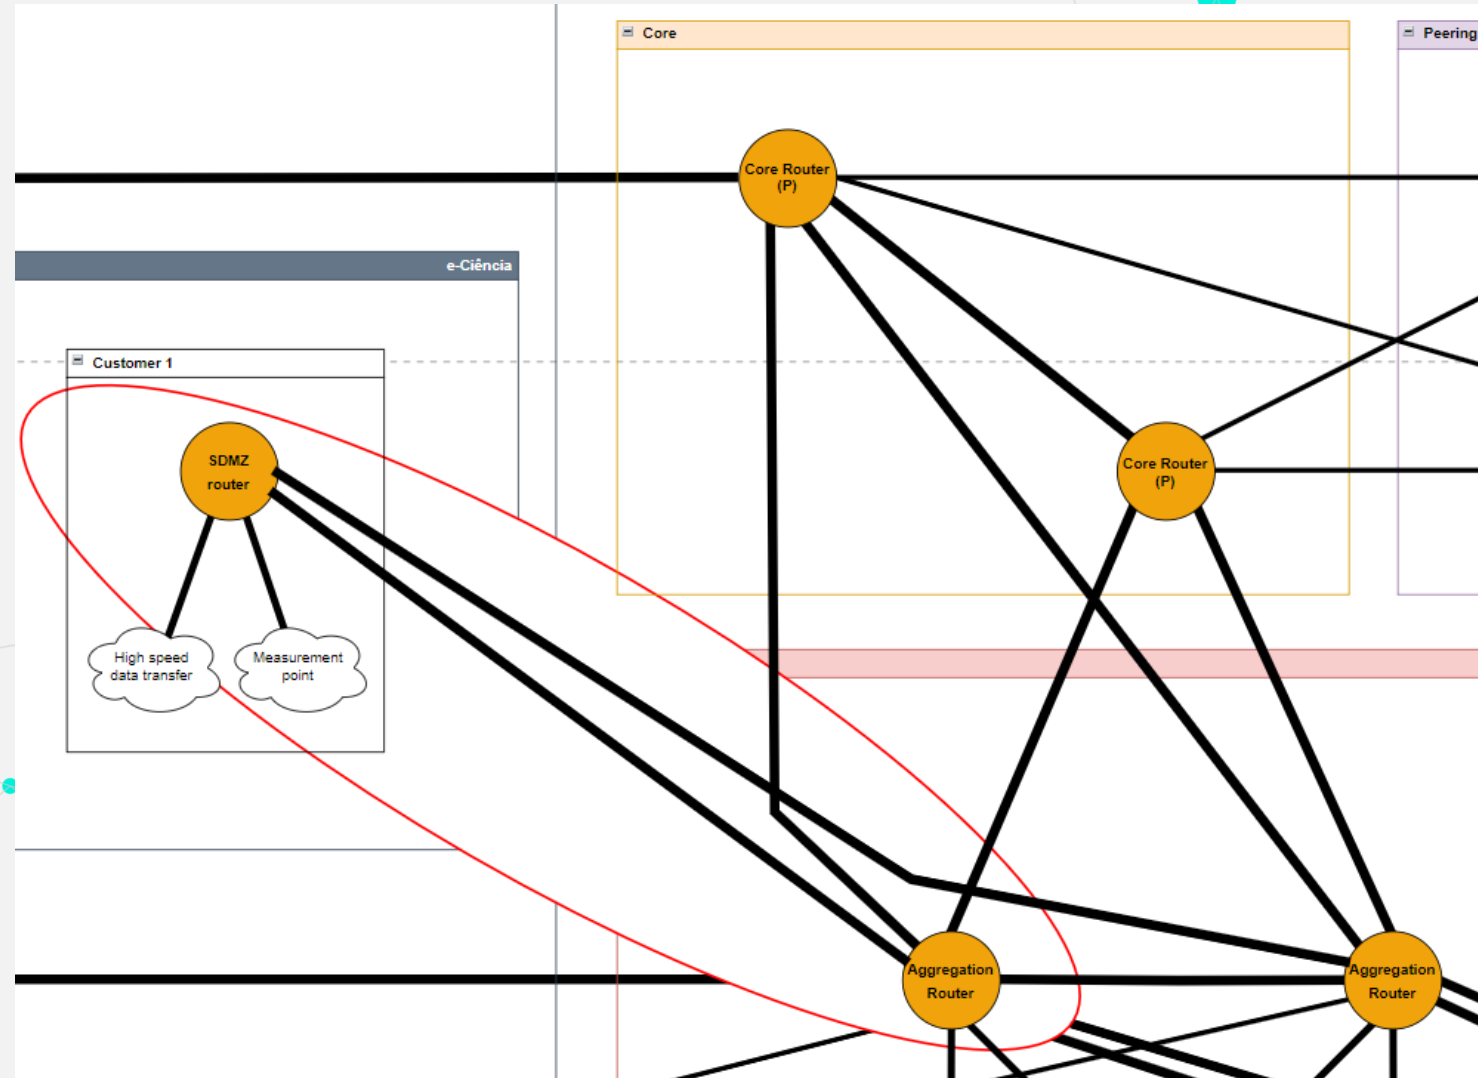 Core
Peering
Core Router
(P)
e-Ciência
Customer 1
SDMZ
router
Core Router
(P)
High speed
data transfer
Measurement
point
Aggregation
Router
Aggregation
Router